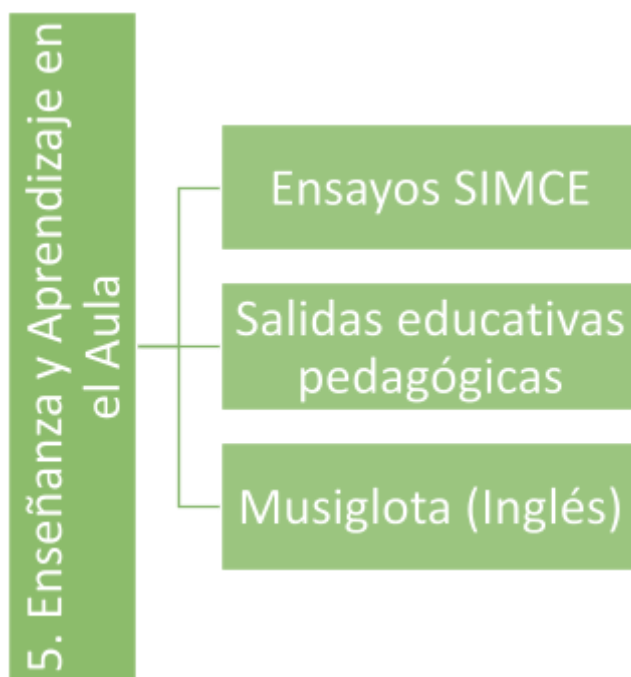 5. Enseñanza y Aprendizaje en
el Aula
Ensayos SIMCE
Salidas educativas
pedagógicas
Musiglota (Inglés)